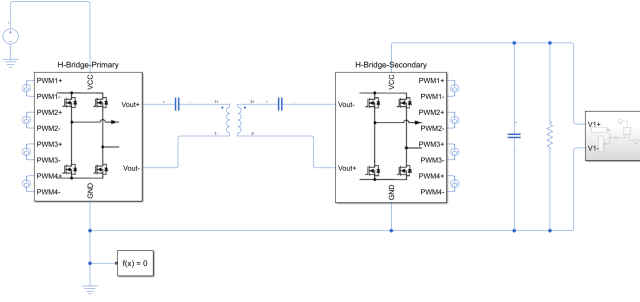 H-Bridge-Primary
H-Bridge-Secondary
VCC
PWM1+
PWM1-
PWM2+
PWM2-
PWM3+
PWM3-
PWM4+
PWM4-
Vout+
Vout-
GND
1+
1-
2+
2-
VCC
Vout-
Vout+
PWM1+
PWM1-
PWM2+
PWM2-
PWM3+
PWM3-
PWM4+
PWM4-
GND
V1+
V1-
f(x) = 0